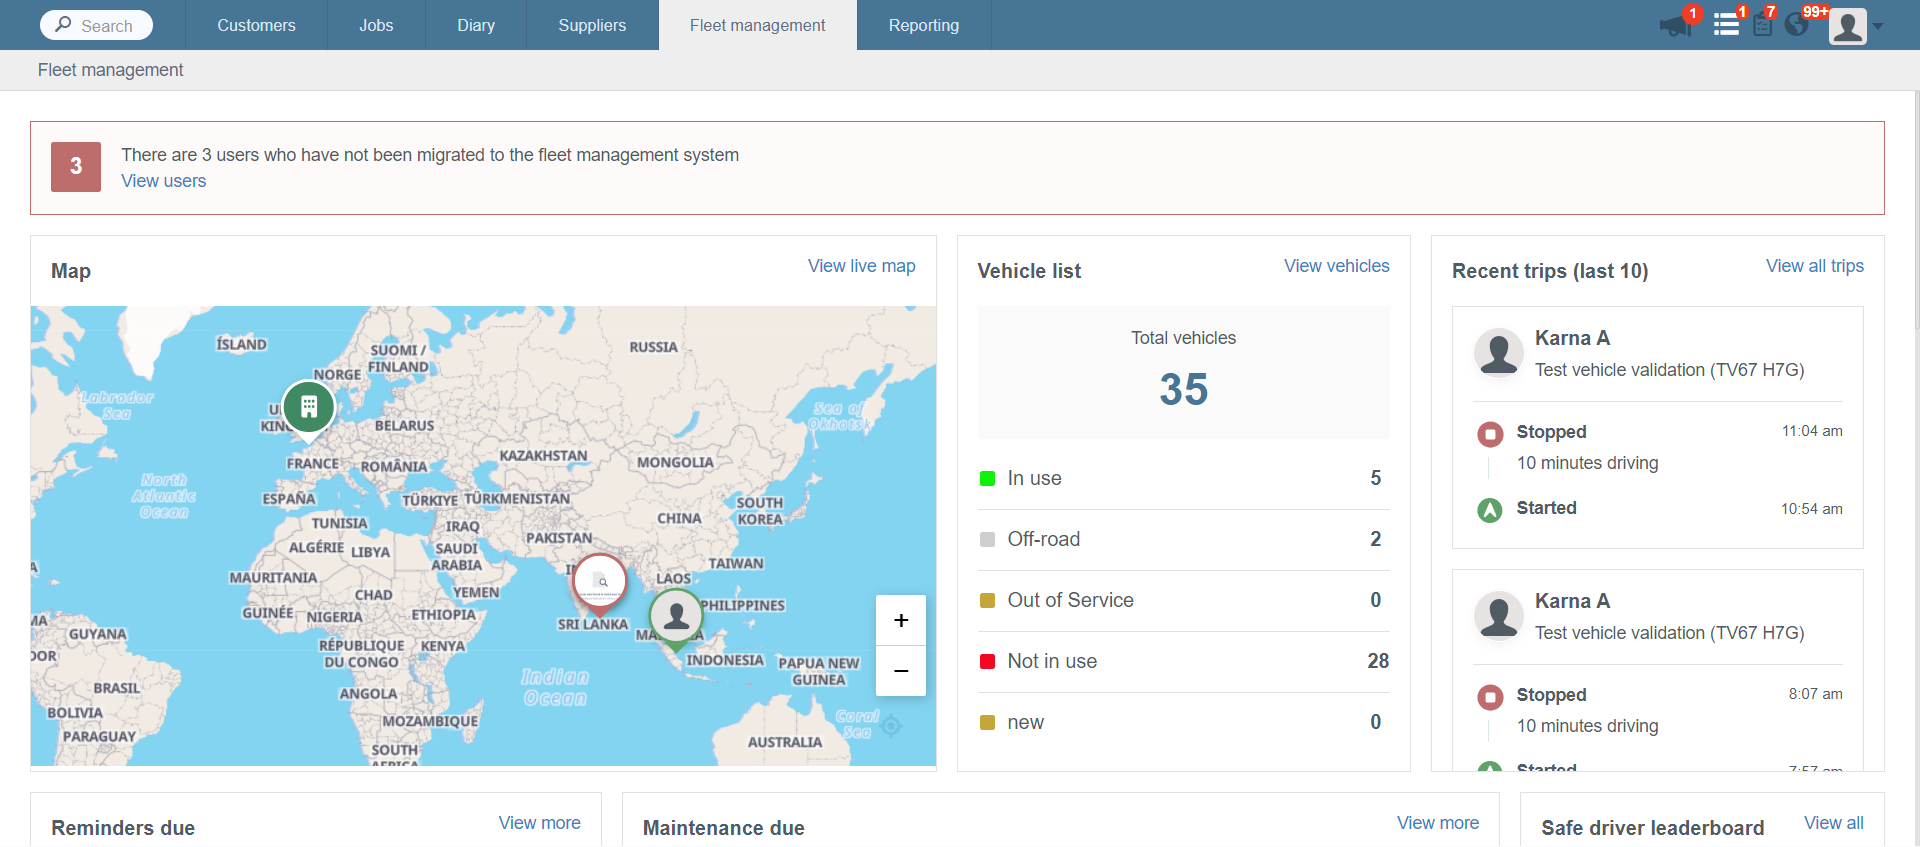 Search
Customers
Jobs
Diary
Suppliers
Fleet management
Reporting
1
1
7
99+
Fleet management
3
There are 3 users who have not been migrated to the fleet management system
View users
Map
View live map
ÍSLAND
RUSSIA
SUOMI /
FINLAND
NORGE
Labrador
Sea
Sea of
Okhotsk
BELARUS
KAZAKHSTAN
MONGOLIA
FRANCE
ROMÂNIA
North
Atlantic
Ocean
ESPAÑA
TÜRKIYE
TÜRKMENISTAN
SOUTH
KOREA
TUNISIA
IRAQ
CHINA
PAKISTAN
ALGÉRIE
LIBYA
SAUDI
ARABIA
TAIWAN
MAURITANIA
LAOS
CHAD
YEMEN
PHILIPPINES
GUINÉE
NIGERIA
ETHIOPIA
SRI LANKA
GUYANA
RÉPUBLIQUE
DU CONGO
KENYA
INDONESIA
PAPUA NEW
GUINEA
Indian
Ocean
BRASIL
ANGOLA
BOLIVIA
MOZAMBIQUE
Coral
Sea
PARAGUAY
AUSTRALIA
SOUTH
AFRICA
+
−
Vehicle list
View vehicles
Total vehicles
35
In use 5
Off-road 2
Out of Service 0
Not in use 28
new 0
Recent trips (last 10)
View all trips
Karna A
Test vehicle validation (TV67 H7G)
Stopped 11:04 am
10 minutes driving
Started 10:54 am
Karna A
Test vehicle validation (TV67 H7G)
Stopped 8:07 am
10 minutes driving
Started 7:57 am
Reminders due
View more
Maintenance due
View more
Safe driver leaderboard
View all